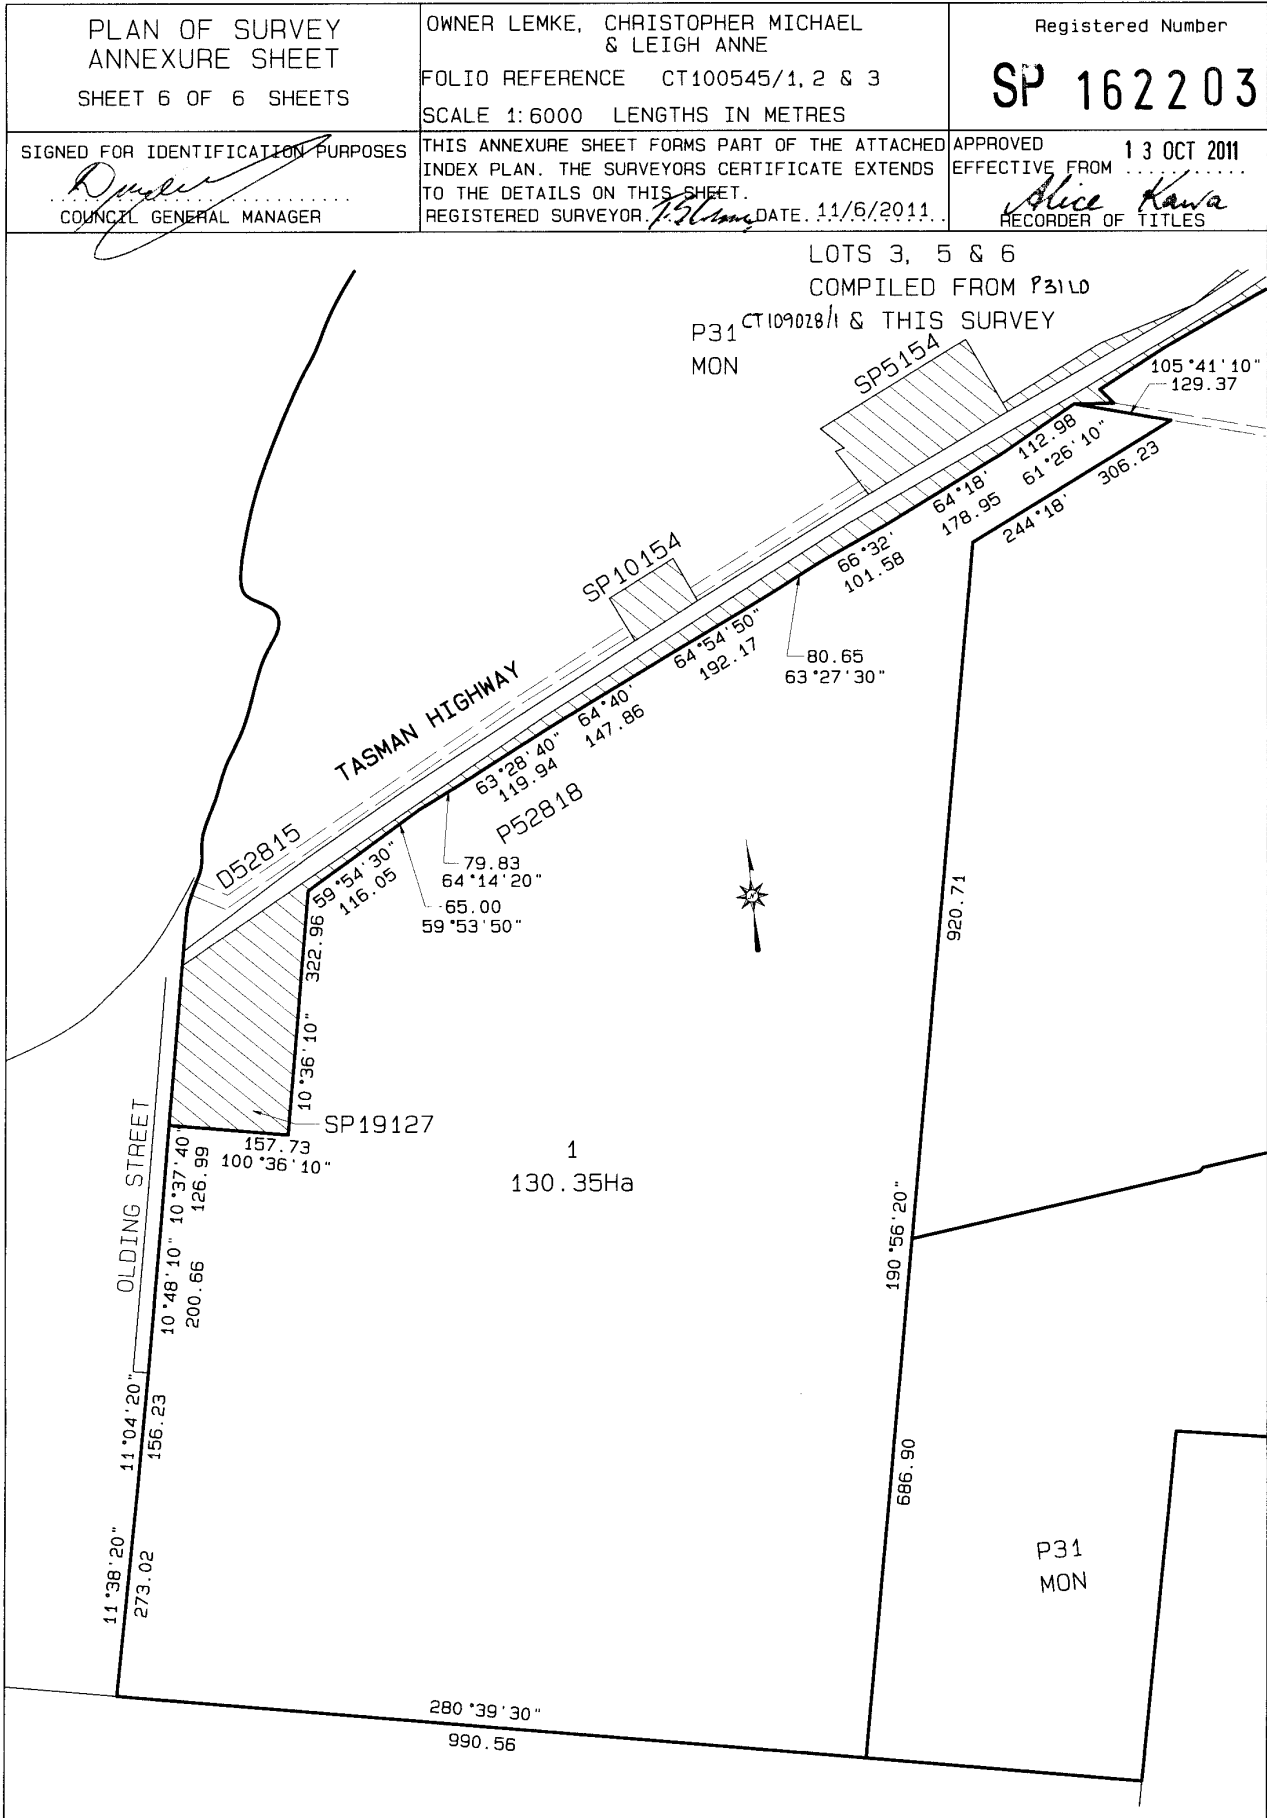 PLAN OF SURVEY
ANNEXURE SHEET
SHEET 6 OF 6 SHEETS
OWNER LEMKE, CHRISTOPHER MICHAEL
& LEIGH ANNE
FOLIO REFERENCE CT100545/1, 2 & 3
SCALE 1:6000 LENGTHS IN METRES
Registered Number
SP 162203
SIGNED FOR IDENTIFICATION PURPOSES
COUNCIL GENERAL MANAGER
THIS ANNEXURE SHEET FORMS PART OF THE ATTACHED
INDEX PLAN. THE SURVEYORS CERTIFICATE EXTENDS
TO THE DETAILS ON THIS SHEET.
REGISTERED SURVEYOR. DATE. 11/6/2011..
APPROVED
EFFECTIVE FROM 13 OCT 2011
Alice Kawa
RECORDER OF TITLES
LOTS 3, 5 & 6
COMPILED FROM P31LO
CT109028/1 & THIS SURVEY
P31
MON
SP5154
105°41'10"
129.37
112.98
61°26'10"
306.23
244°18'
64°18'
178.95
66°32'
101.58
SP10154
64°54'50"
192.17
80.65
63°27'30"
TASMAN HIGHWAY
64°40'
147.86
63°28'40"
119.94
P52818
D52815
79.83
64°14'20"
59°54'30"
116.05
65.00
59°53'50"
322.96
10°36'10"
920.71
SP19127
157.73
100°36'10"
OLDING STREET
10°37'40"
126.99
1
130.35Ha
10°48'10"
200.66
190°56'20"
11°04'20"
156.23
686.90
11°38'20"
273.02
P31
MON
280°39'30"
990.56